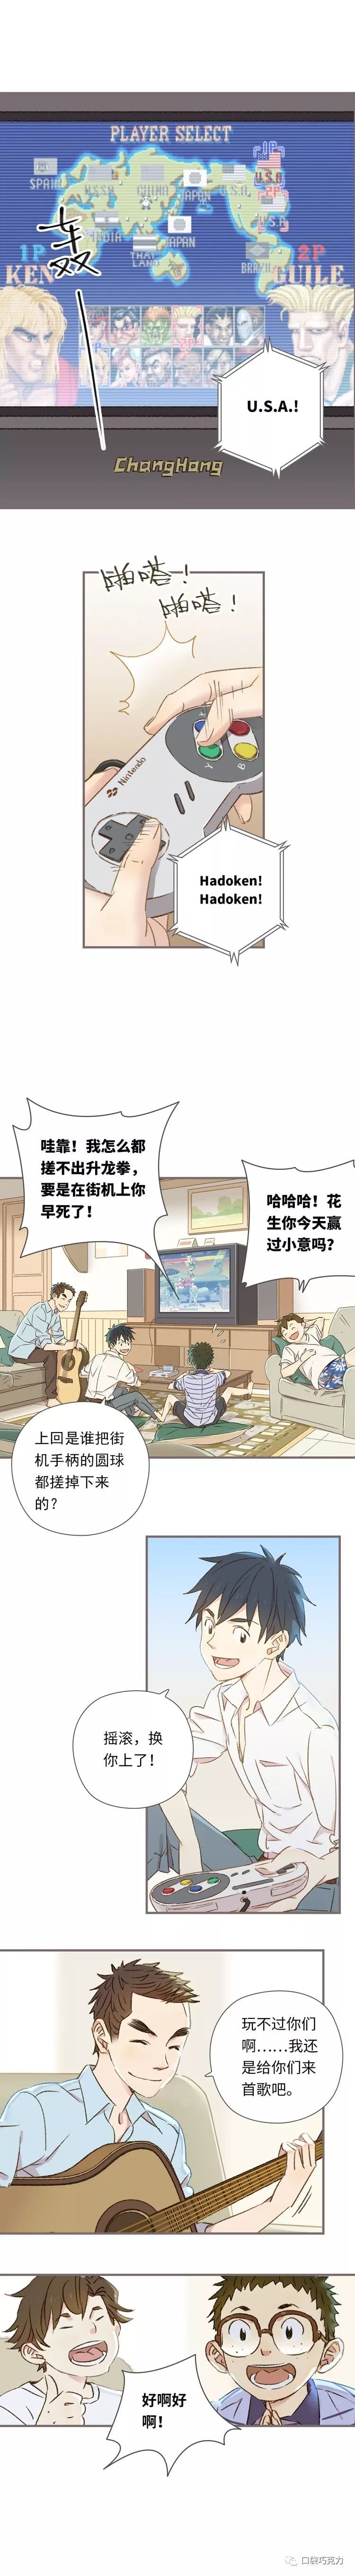 PLAYER SELECT
SPAIN
U.S.S.R
CHINA
JAPAN
U.S.A
1P
U.S.A
2P
U.S.A
INDIA
JAPAN
THAI
LAND
BRAZIL
1P
KEN
2P
GUILE
U.S.A.!
ChangHong
啪嗒！
啪嗒！
Nintendo
Y
B
Hadoken!
Hadoken!
哇靠！我怎么都
搓不出升龙拳，
要是在街机上你
早死了！
哈哈哈！花
生你今天赢
过小意吗？
上回是谁把街
机手柄的圆球
都搓掉下来
的？
摇滚，换
你上了！
玩不过你们
啊……我还
是给你们来
首歌吧。
好啊好
啊！
口袋巧克力